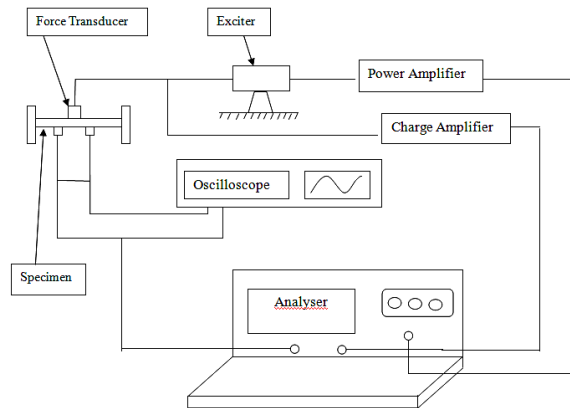 Force Transducer
Exciter
Power Amplifier
Charge Amplifier
Oscilloscope
Specimen
Analyser